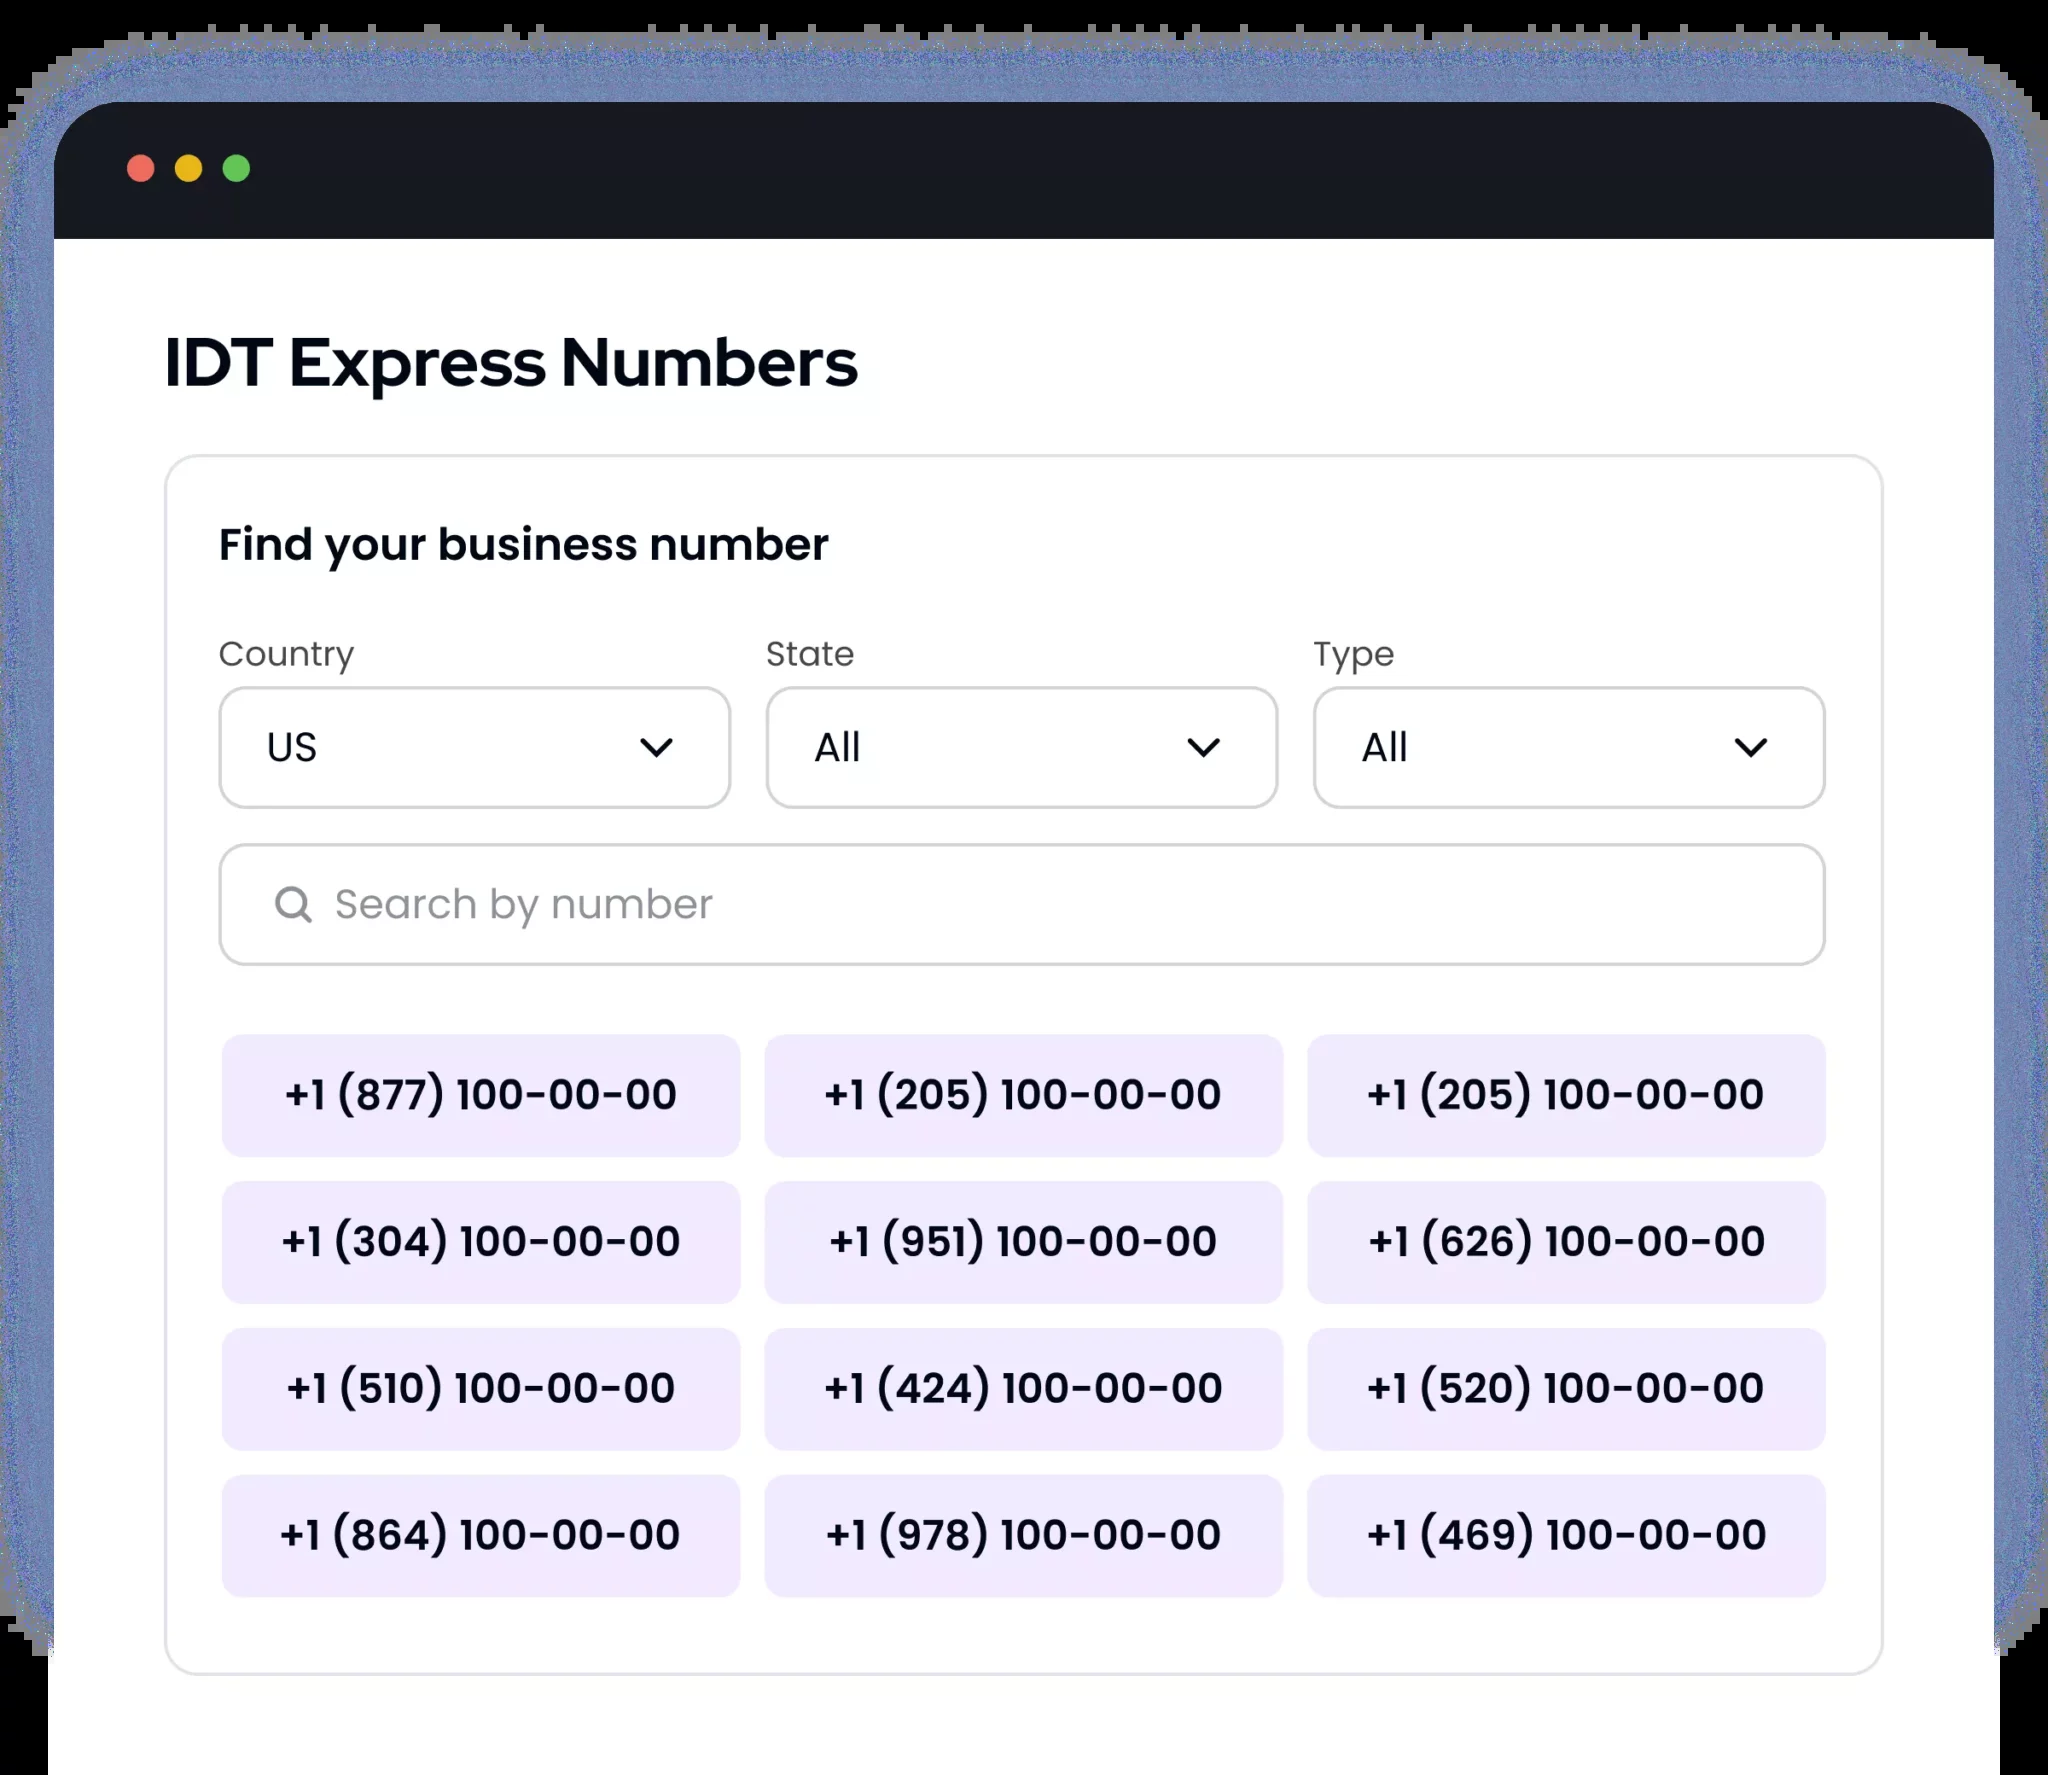 IDT Express Numbers
Find your business number
Country State Type
US All All
Search by number
+1 (877) 100-00-00 +1 (205) 100-00-00 +1 (205) 100-00-00
+1 (304) 100-00-00 +1 (951) 100-00-00 +1 (626) 100-00-00
+1 (510) 100-00-00 +1 (424) 100-00-00 +1 (520) 100-00-00
+1 (864) 100-00-00 +1 (978) 100-00-00 +1 (469) 100-00-00